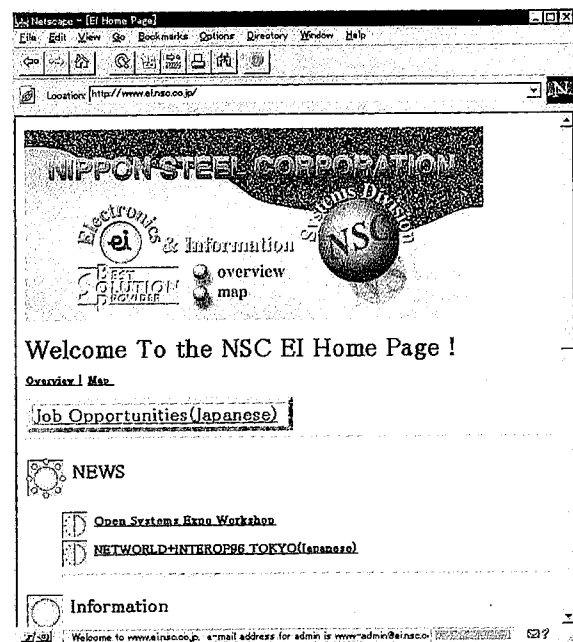 Netscape - [EI Home Page]
File Edit View Go Bookmarks Options Directory Window Help
Location: http://www.ei.nsc.co.jp/
NIPPON STEEL CORPORATION
Electronics & Information
ei
Systems Division
NSC
BEST SOLUTION PROVIDER
overview
map
Welcome To the NSC EI Home Page !
Overview | Map
Job Opportunities(Japanese)
NEWS
Open Systems Expo Workshop
NETWORLD+INTEROP96 TOKYO(Japanese)
Information
Welcome to www.ei.nsc.co.jp. e-mail address for admin is www-admin@ei.nsc.o